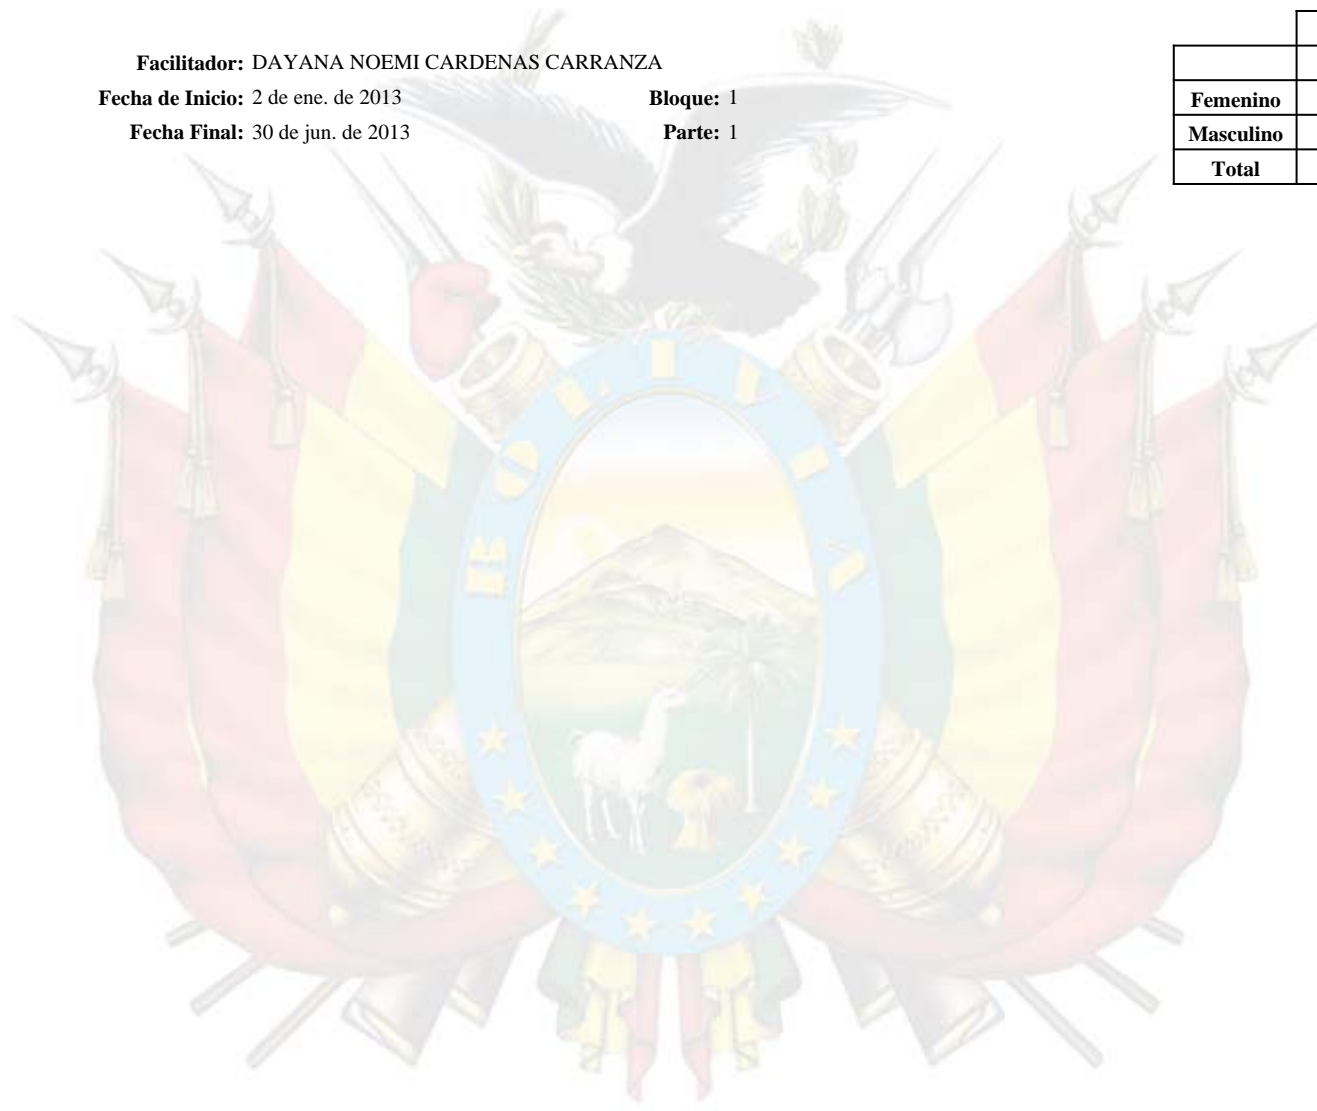 Facilitador: DAYANA NOEMI CARDENAS CARRANZA
Fecha de Inicio: 2 de ene. de 2013 Bloque: 1
Fecha Final: 30 de jun. de 2013 Parte: 1
Femenino
Masculino
Total
BOLIVIA